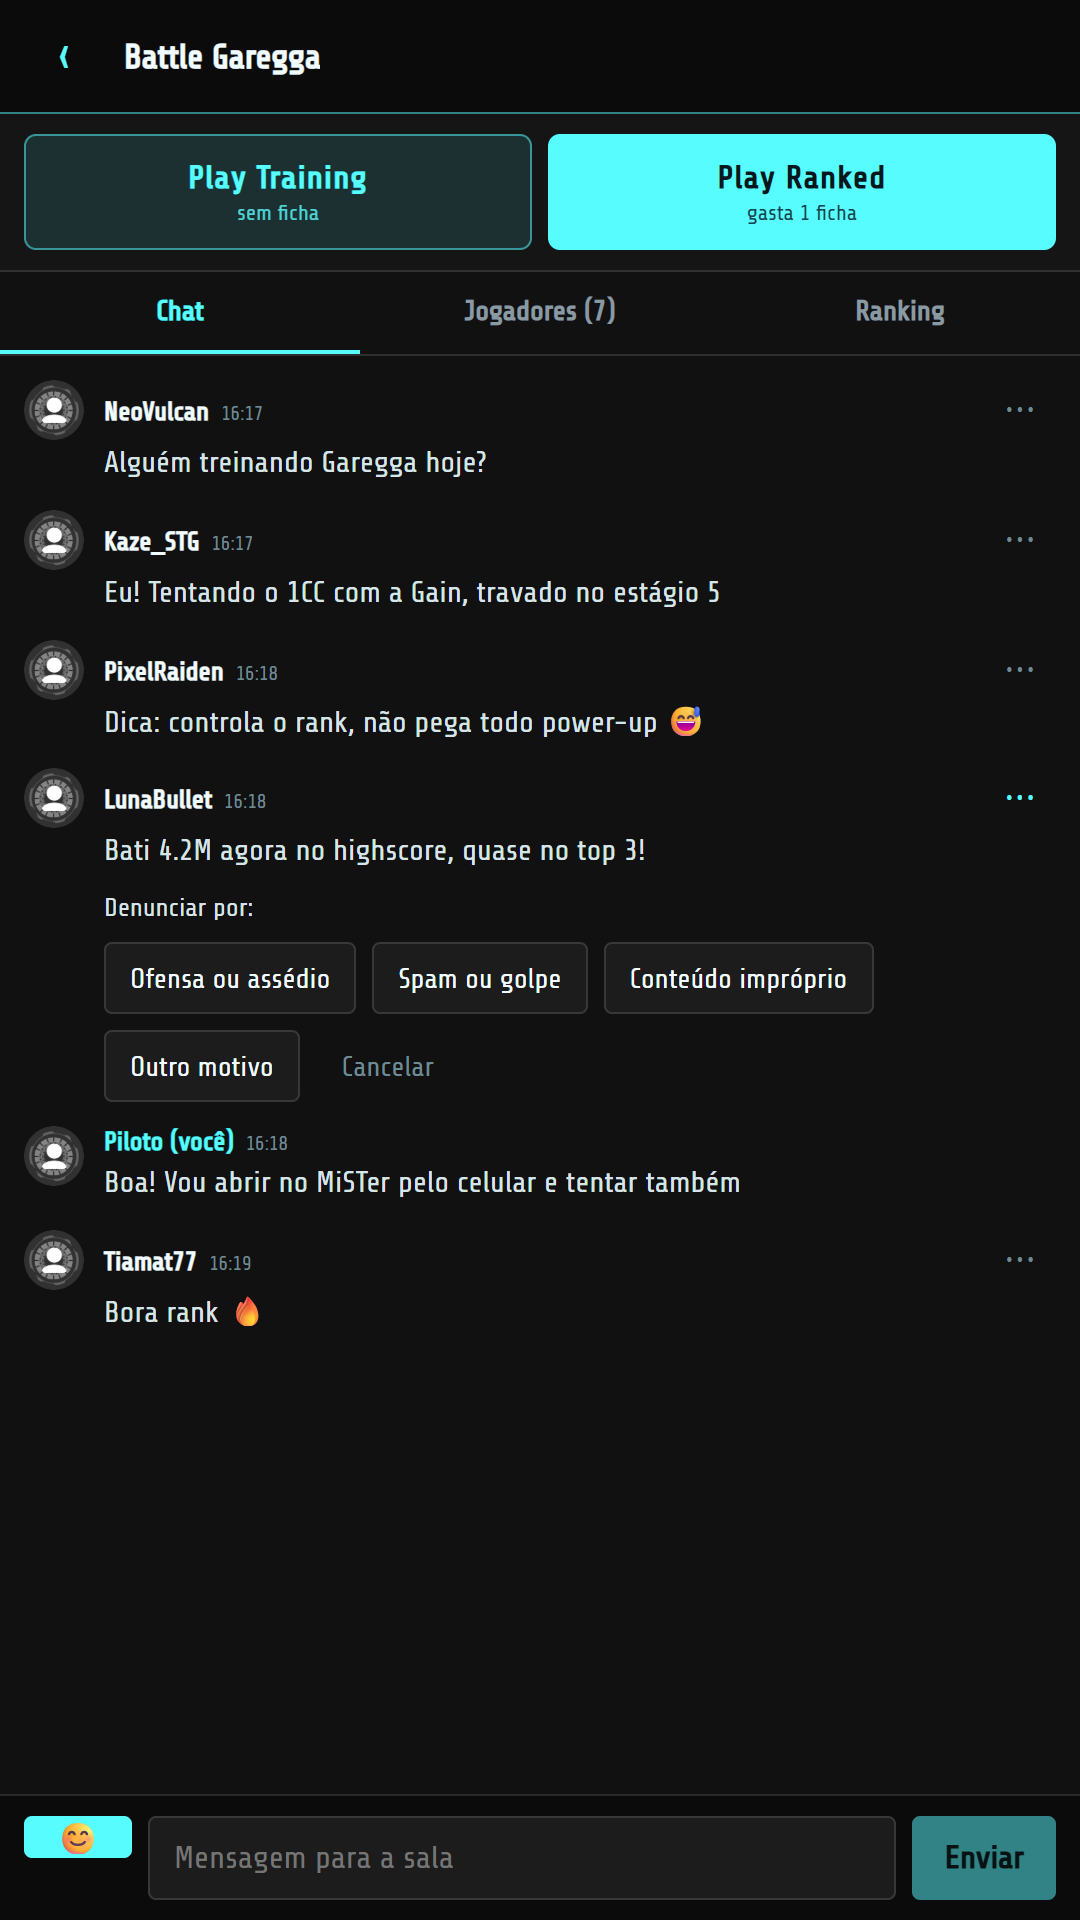 Battle Garegga
Play Training
sem ficha
Play Ranked
gasta 1 ficha
Chat
Jogadores (7)
Ranking
NeoVulcan 16:17
Alguém treinando Garegga hoje?
Kaze_STG 16:17
Eu! Tentando o 1CC com a Gain, travado no estágio 5
PixelRaiden 16:18
Dica: controla o rank, não pega todo power-up 😅
LunaBullet 16:18
Bati 4.2M agora no highscore, quase no top 3!
Denunciar por:
Ofensa ou assédio
Spam ou golpe
Conteúdo impróprio
Outro motivo
Cancelar
Piloto (você) 16:18
Boa! Vou abrir no MiSTer pelo celular e tentar também
Tiamat77 16:19
Bora rank 🔥
Mensagem para a sala
Enviar